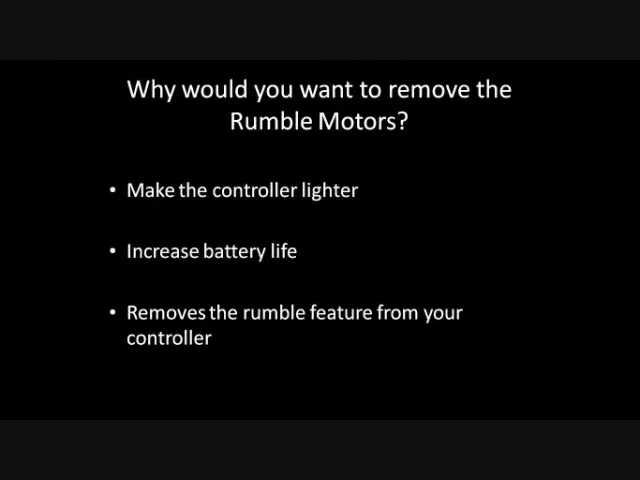 Why would you want to remove the
Rumble Motors?
• Make the controller lighter
• Increase battery life
• Removes the rumble feature from your
controller